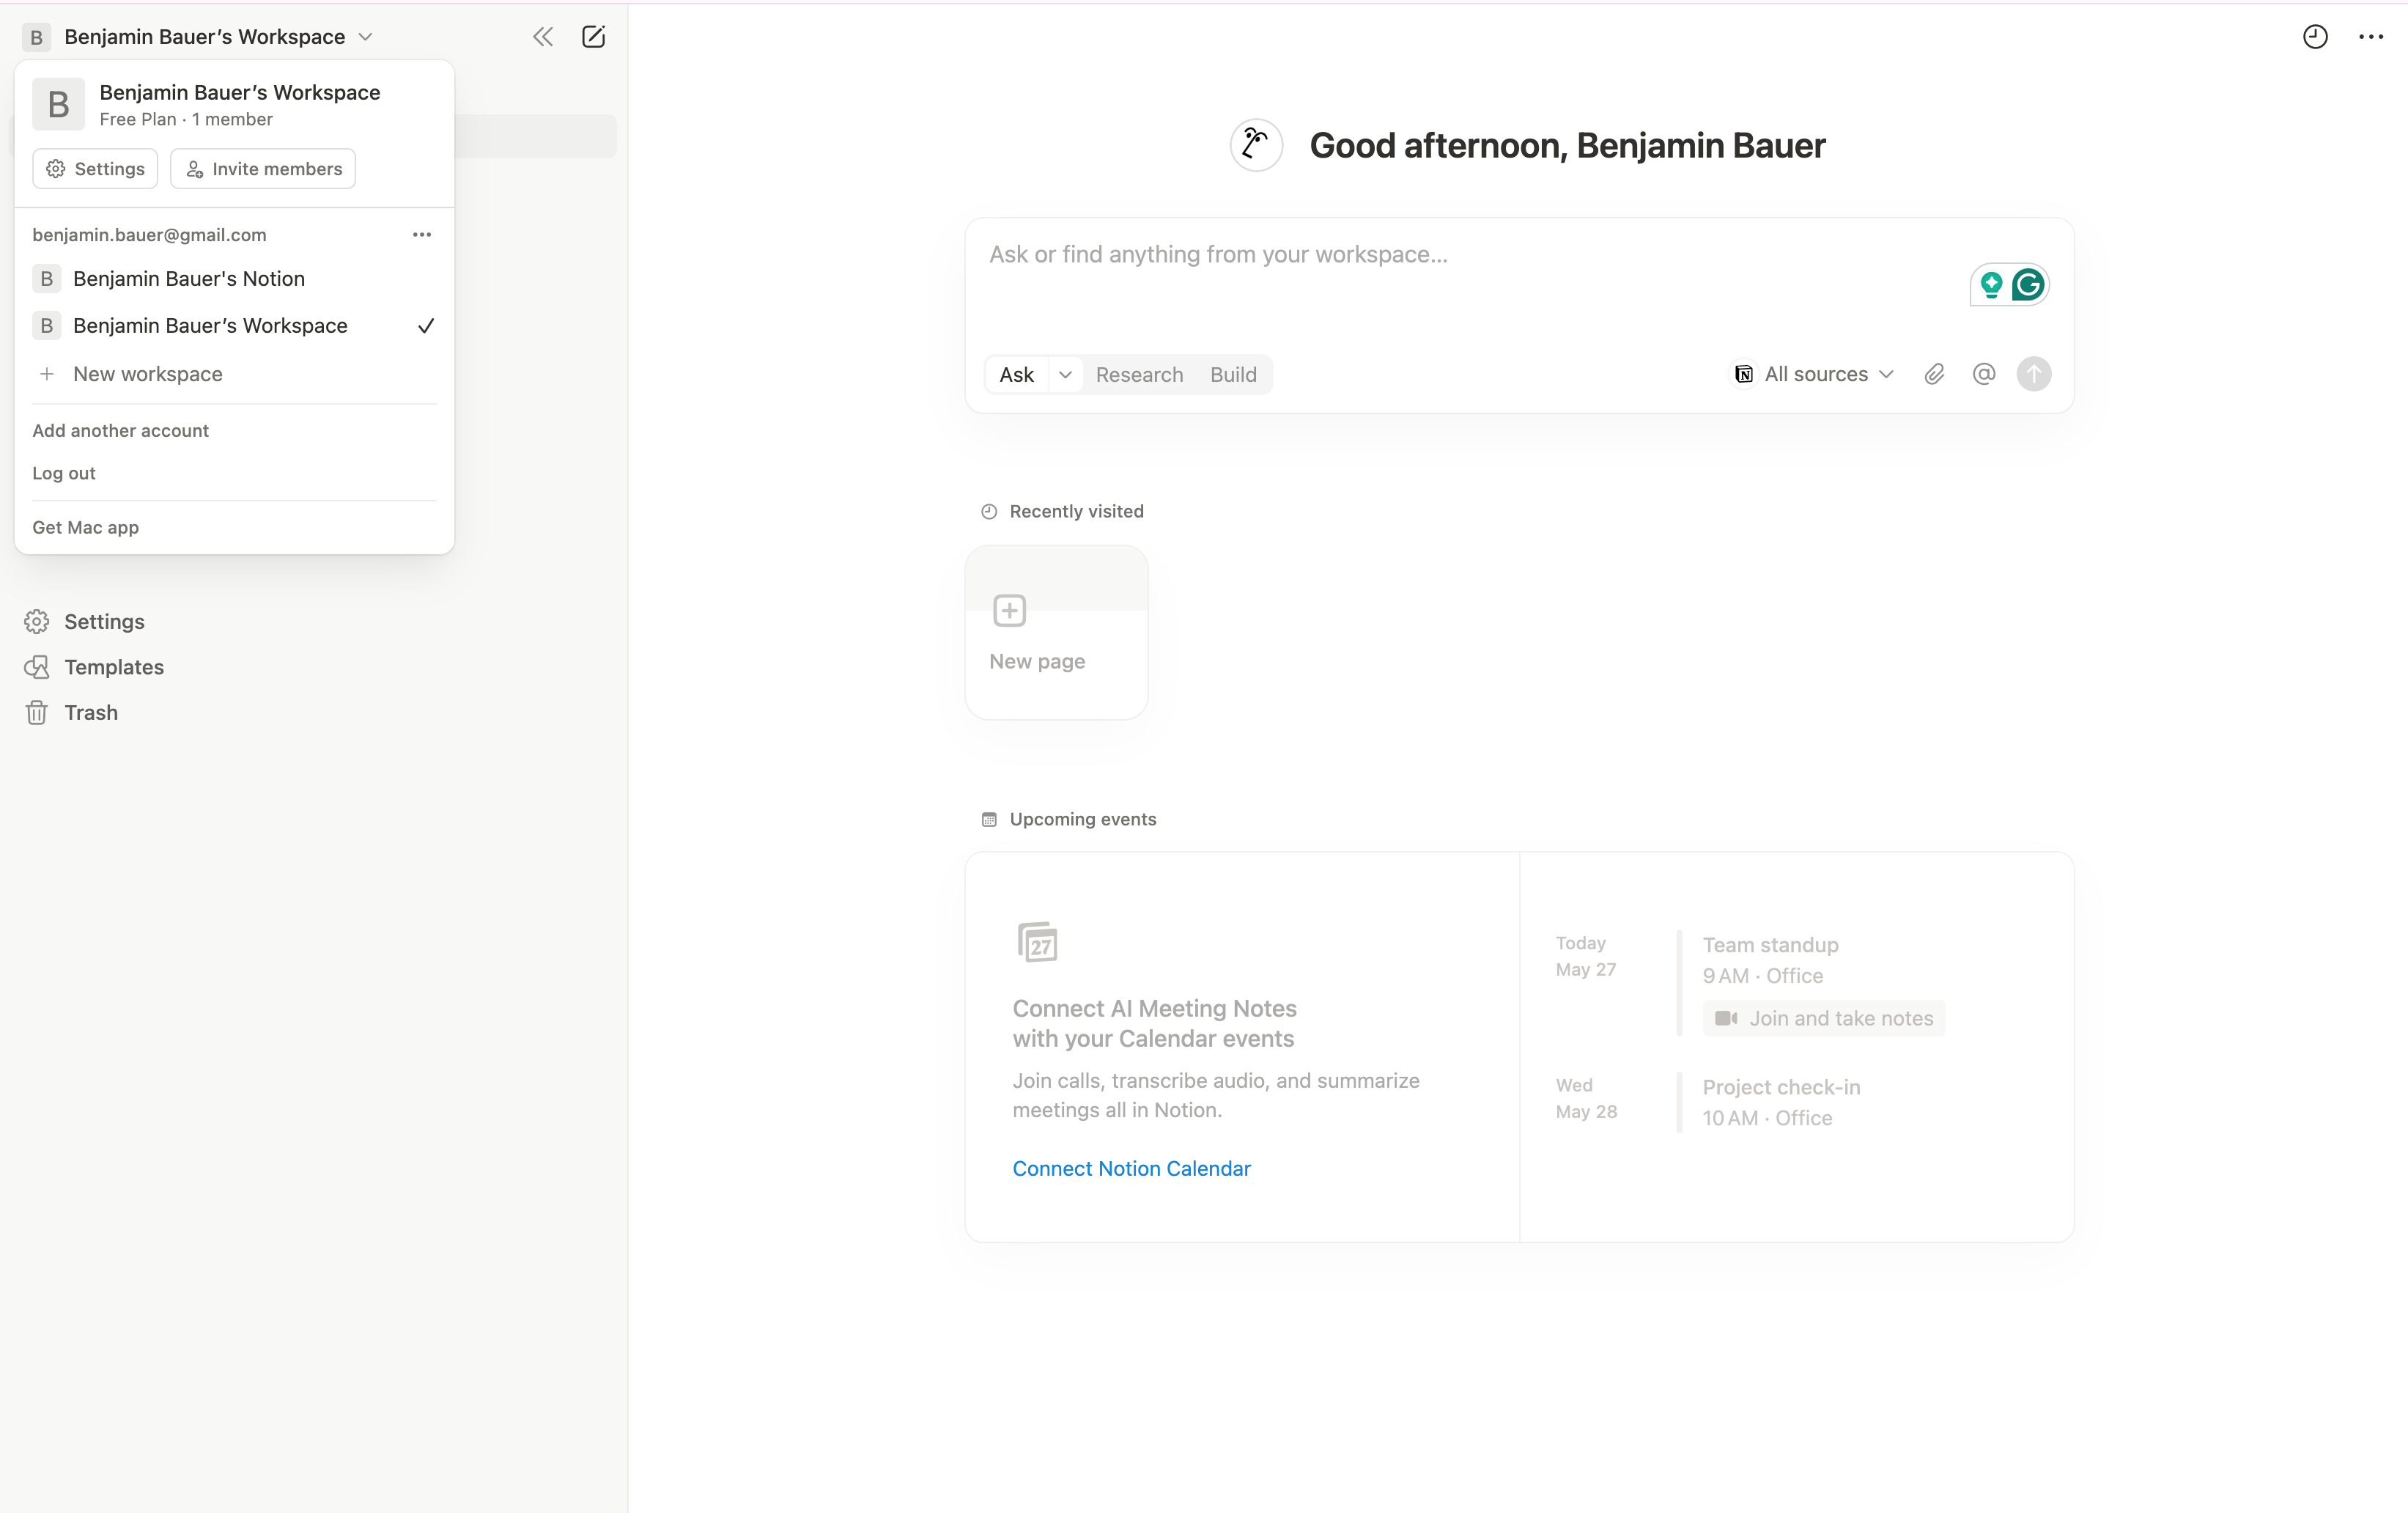 B Benjamin Bauer’s Workspace
B Benjamin Bauer’s Workspace
Free Plan · 1 member
Settings Invite members
benjamin.bauer@gmail.com
B Benjamin Bauer's Notion
B Benjamin Bauer’s Workspace
New workspace
Add another account
Log out
Get Mac app
Settings
Templates
Trash
Good afternoon, Benjamin Bauer
Ask or find anything from your workspace...
G
Ask Research Build N All sources @
Recently visited
New page
Upcoming events
27
Connect AI Meeting Notes
with your Calendar events
Join calls, transcribe audio, and summarize
meetings all in Notion.
Connect Notion Calendar
Today
May 27
Team standup
9 AM · Office
Join and take notes
Wed
May 28
Project check-in
10 AM · Office